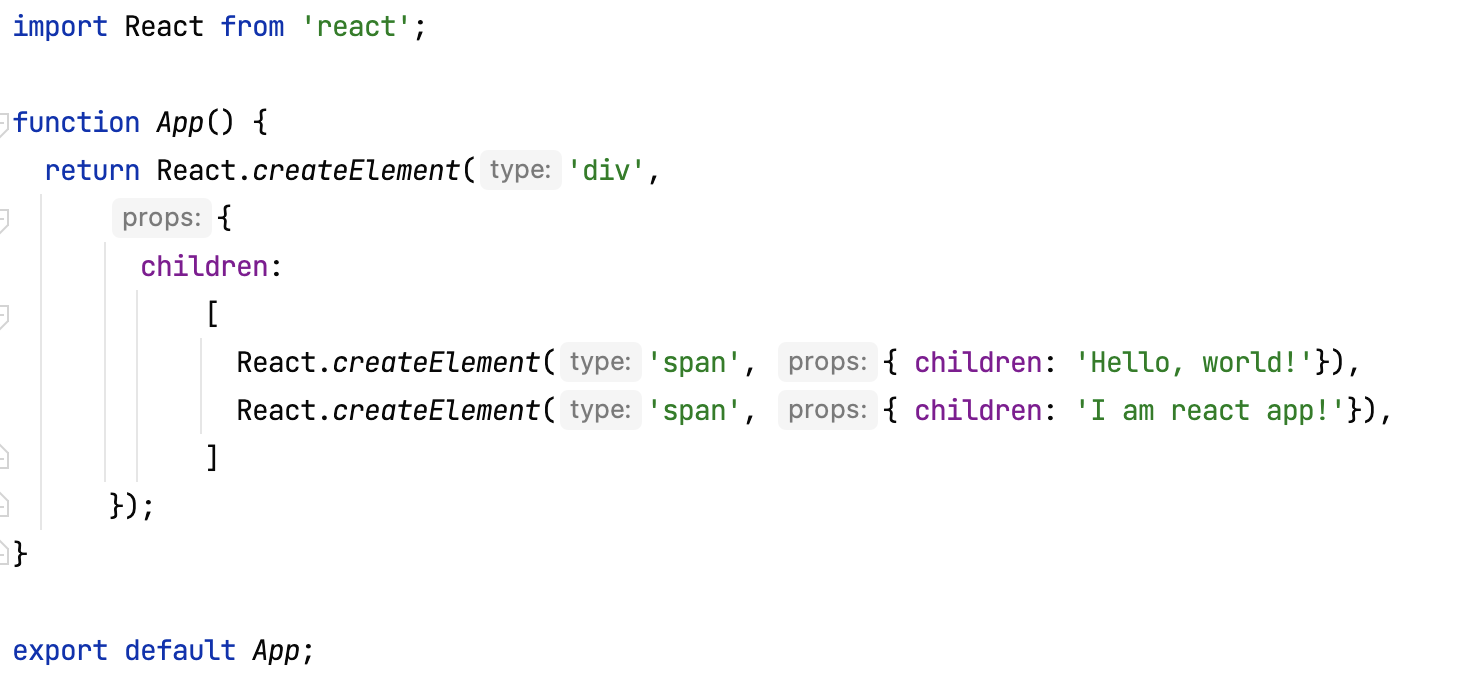 import React from 'react';
function App() {
return React.createElement( type: 'div',
props: {
children:
[
React.createElement( type: 'span', props: { children: 'Hello, world!'}),
React.createElement( type: 'span', props: { children: 'I am react app!'}),
]
});
}
export default App;